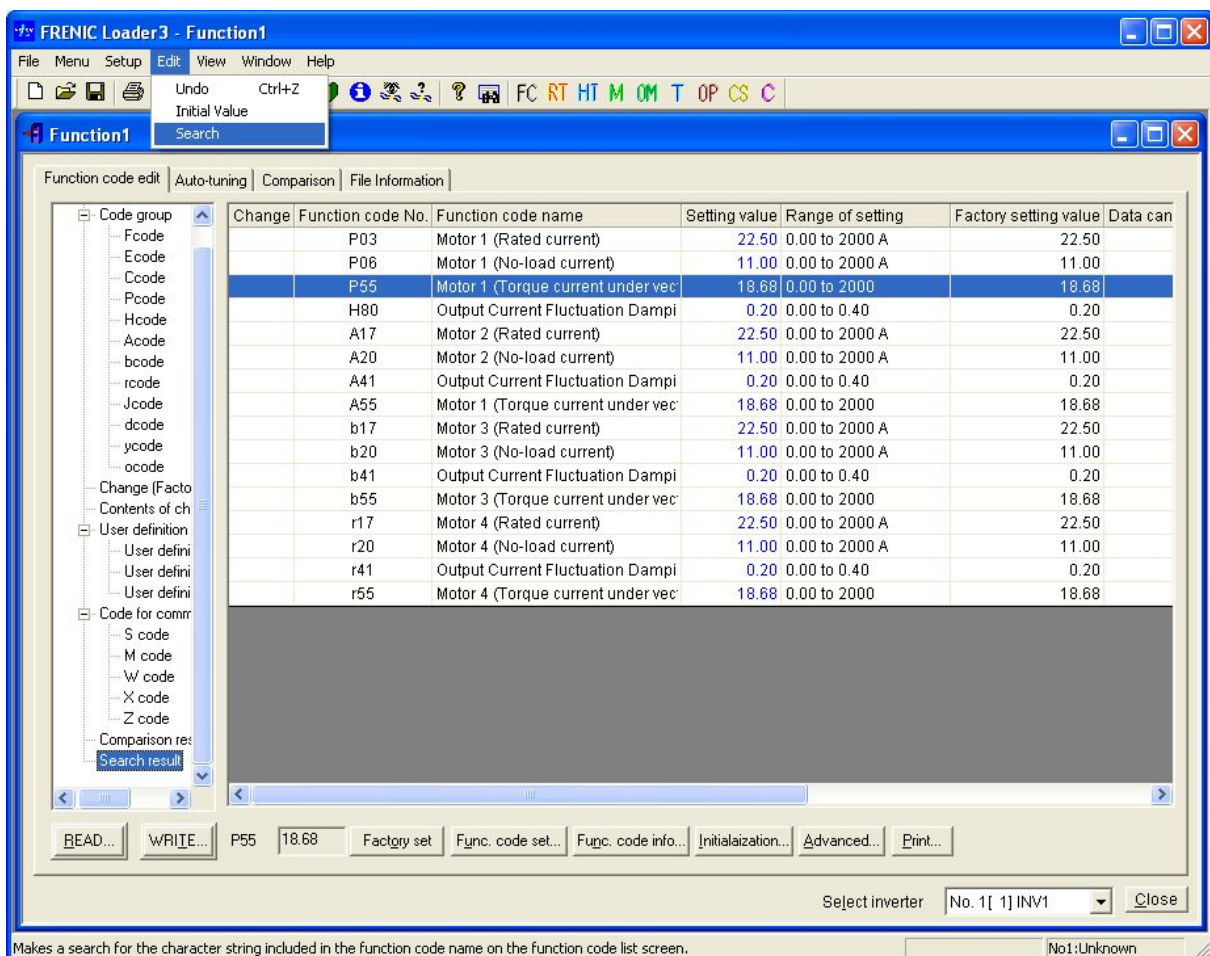 FRENIC Loader3 - Function1
File Menu Setup Edit View Window Help
FC RT HT M OM T OP CS C
Undo Ctrl+Z
Initial Value
Search
Function1
Function code edit Auto-tuning Comparison File Information
Code group
Fcode
Ecode
Ccode
Pcode
Hcode
Acode
bcode
rcode
Jcode
dcode
ycode
ocode
Change (Facto
Contents of ch
User definition
User defini
User defini
User defini
Code for comm
S code
M code
W code
X code
Z code
Comparison res
Search result
Change Function code No. Function code name Setting value Range of setting Factory setting value Data can
P03 Motor 1 (Rated current) 22.50 0.00 to 2000 A 22.50
P06 Motor 1 (No-load current) 11.00 0.00 to 2000 A 11.00
P55 Motor 1 (Torque current under vec 18.68 0.00 to 2000 18.68
H80 Output Current Fluctuation Dampi 0.20 0.00 to 0.40 0.20
A17 Motor 2 (Rated current) 22.50 0.00 to 2000 A 22.50
A20 Motor 2 (No-load current) 11.00 0.00 to 2000 A 11.00
A41 Output Current Fluctuation Dampi 0.20 0.00 to 0.40 0.20
A55 Motor 1 (Torque current under vec 18.68 0.00 to 2000 18.68
b17 Motor 3 (Rated current) 22.50 0.00 to 2000 A 22.50
b20 Motor 3 (No-load current) 11.00 0.00 to 2000 A 11.00
b41 Output Current Fluctuation Dampi 0.20 0.00 to 0.40 0.20
b55 Motor 3 (Torque current under vec 18.68 0.00 to 2000 18.68
r17 Motor 4 (Rated current) 22.50 0.00 to 2000 A 22.50
r20 Motor 4 (No-load current) 11.00 0.00 to 2000 A 11.00
r41 Output Current Fluctuation Dampi 0.20 0.00 to 0.40 0.20
r55 Motor 4 (Torque current under vec 18.68 0.00 to 2000 18.68
READ... WRITE... P55 18.68 Factory set Func. code set... Func. code info... Initialaization... Advanced... Print...
Select inverter No. 1[ 1] INV1 Close
Makes a search for the character string included in the function code name on the function code list screen. No1:Unknown